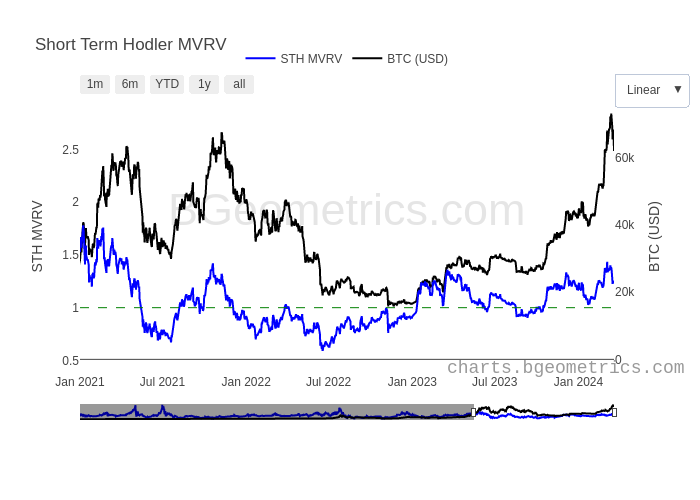 Short Term Hodler MVRV
STH MVRV BTC (USD)
1m 6m YTD 1y all
Linear ▼
2.5
2
1.5
1
0.5
STH MVRV
BGeometrics.com
60k
40k
20k
0
BTC (USD)
charts.bgeometrics.com
Jan 2021 Jul 2021 Jan 2022 Jul 2022 Jan 2023 Jul 2023 Jan 2024